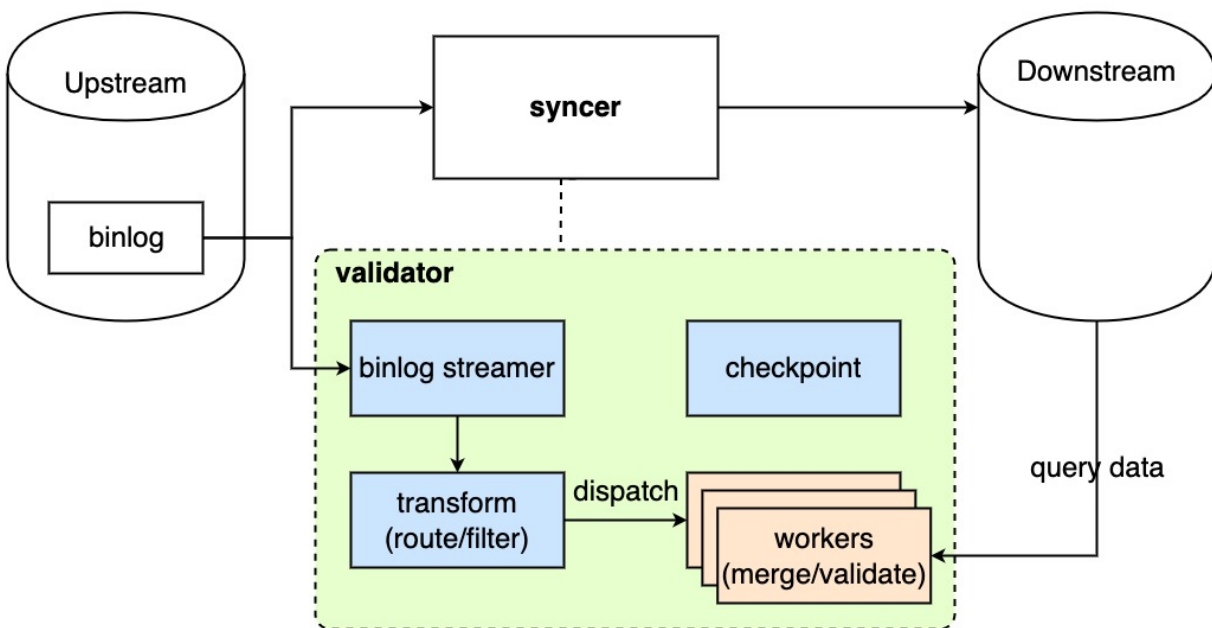 Upstream
Downstream
syncer
binlog
validator
binlog streamer
checkpoint
query data
transform
(route/filter)
dispatch
workers
(merge/validate)